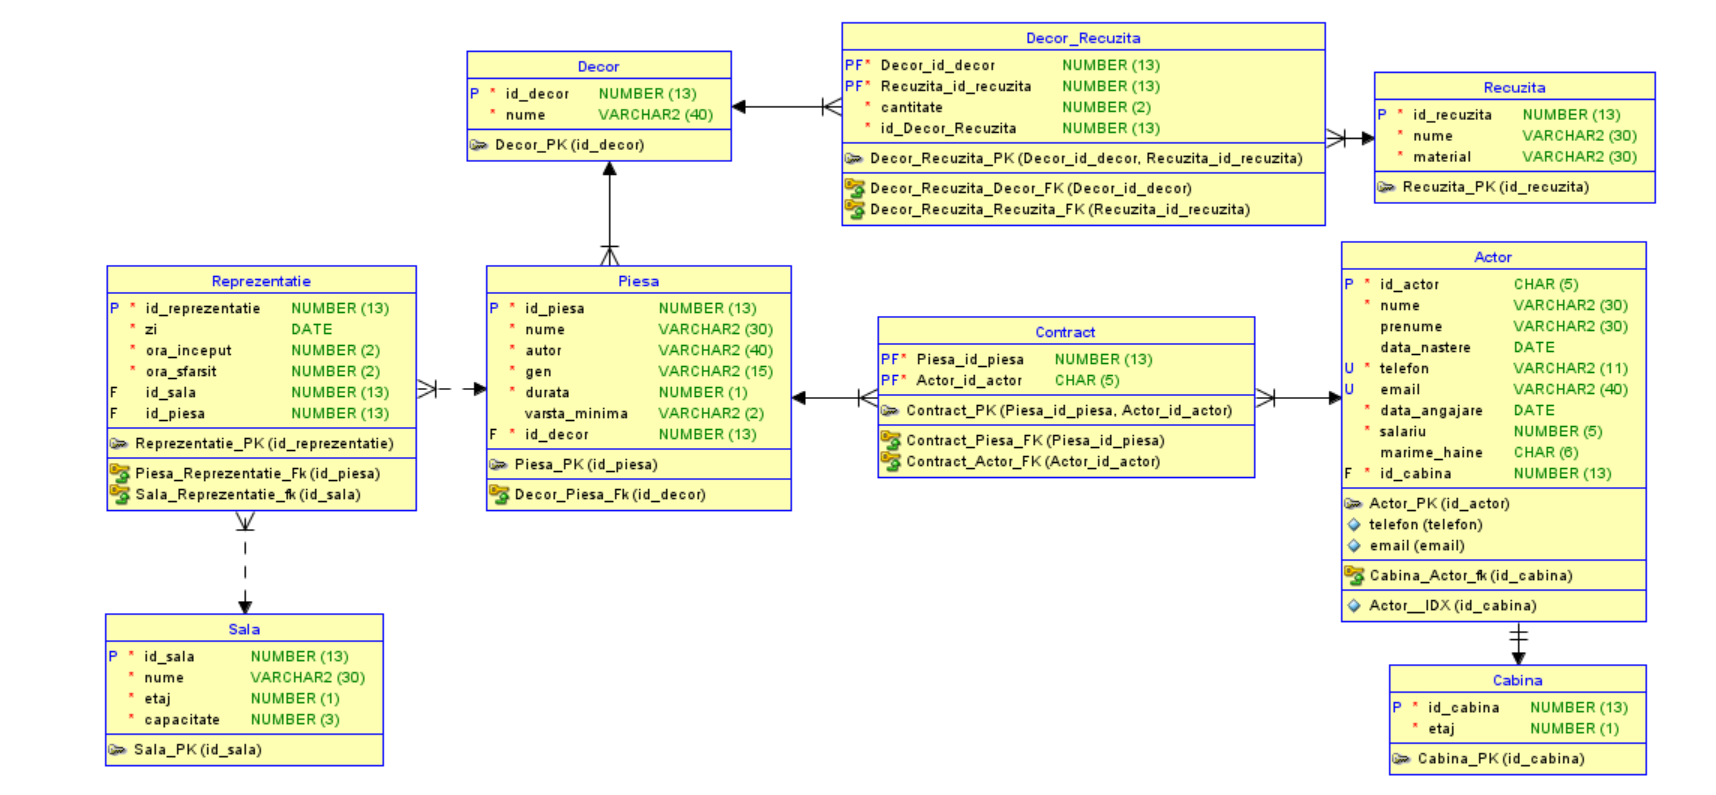 Decor
P * id_decor NUMBER (13)
* nume VARCHAR2 (40)
Decor_PK (id_decor)
Decor_Recuzita
PF* Decor_id_decor NUMBER (13)
PF* Recuzita_id_recuzita NUMBER (13)
* cantitate NUMBER (2)
* id_Decor_Recuzita NUMBER (13)
Decor_Recuzita_PK (Decor_id_decor, Recuzita_id_recuzita)
Decor_Recuzita_Decor_FK (Decor_id_decor)
Decor_Recuzita_Recuzita_FK (Recuzita_id_recuzita)
Recuzita
P * id_recuzita NUMBER (13)
* nume VARCHAR2 (30)
* material VARCHAR2 (30)
Recuzita_PK (id_recuzita)
Reprezentatie
P * id_reprezentatie NUMBER (13)
* zi DATE
* ora_inceput NUMBER (2)
* ora_sfarsit NUMBER (2)
F id_sala NUMBER (13)
F id_piesa NUMBER (13)
Reprezentatie_PK (id_reprezentatie)
Piesa_Reprezentatie_Fk (id_piesa)
Sala_Reprezentatie_fk (id_sala)
Piesa
P * id_piesa NUMBER (13)
* nume VARCHAR2 (30)
* autor VARCHAR2 (40)
* gen VARCHAR2 (15)
* durata NUMBER (1)
varsta_minima VARCHAR2 (2)
F * id_decor NUMBER (13)
Piesa_PK (id_piesa)
Decor_Piesa_Fk (id_decor)
Contract
PF* Piesa_id_piesa NUMBER (13)
PF* Actor_id_actor CHAR (5)
Contract_PK (Piesa_id_piesa, Actor_id_actor)
Contract_Piesa_FK (Piesa_id_piesa)
Contract_Actor_FK (Actor_id_actor)
Actor
P * id_actor CHAR (5)
* nume VARCHAR2 (30)
prenume VARCHAR2 (30)
data_nastere DATE
U * telefon VARCHAR2 (11)
U email VARCHAR2 (40)
* data_angajare DATE
* salariu NUMBER (5)
marime_haine CHAR (6)
F * id_cabina NUMBER (13)
Actor_PK (id_actor)
telefon (telefon)
email (email)
Cabina_Actor_fk (id_cabina)
Actor__IDX (id_cabina)
Sala
P * id_sala NUMBER (13)
* nume VARCHAR2 (30)
* etaj NUMBER (1)
* capacitate NUMBER (3)
Sala_PK (id_sala)
Cabina
P * id_cabina NUMBER (13)
* etaj NUMBER (1)
Cabina_PK (id_cabina)